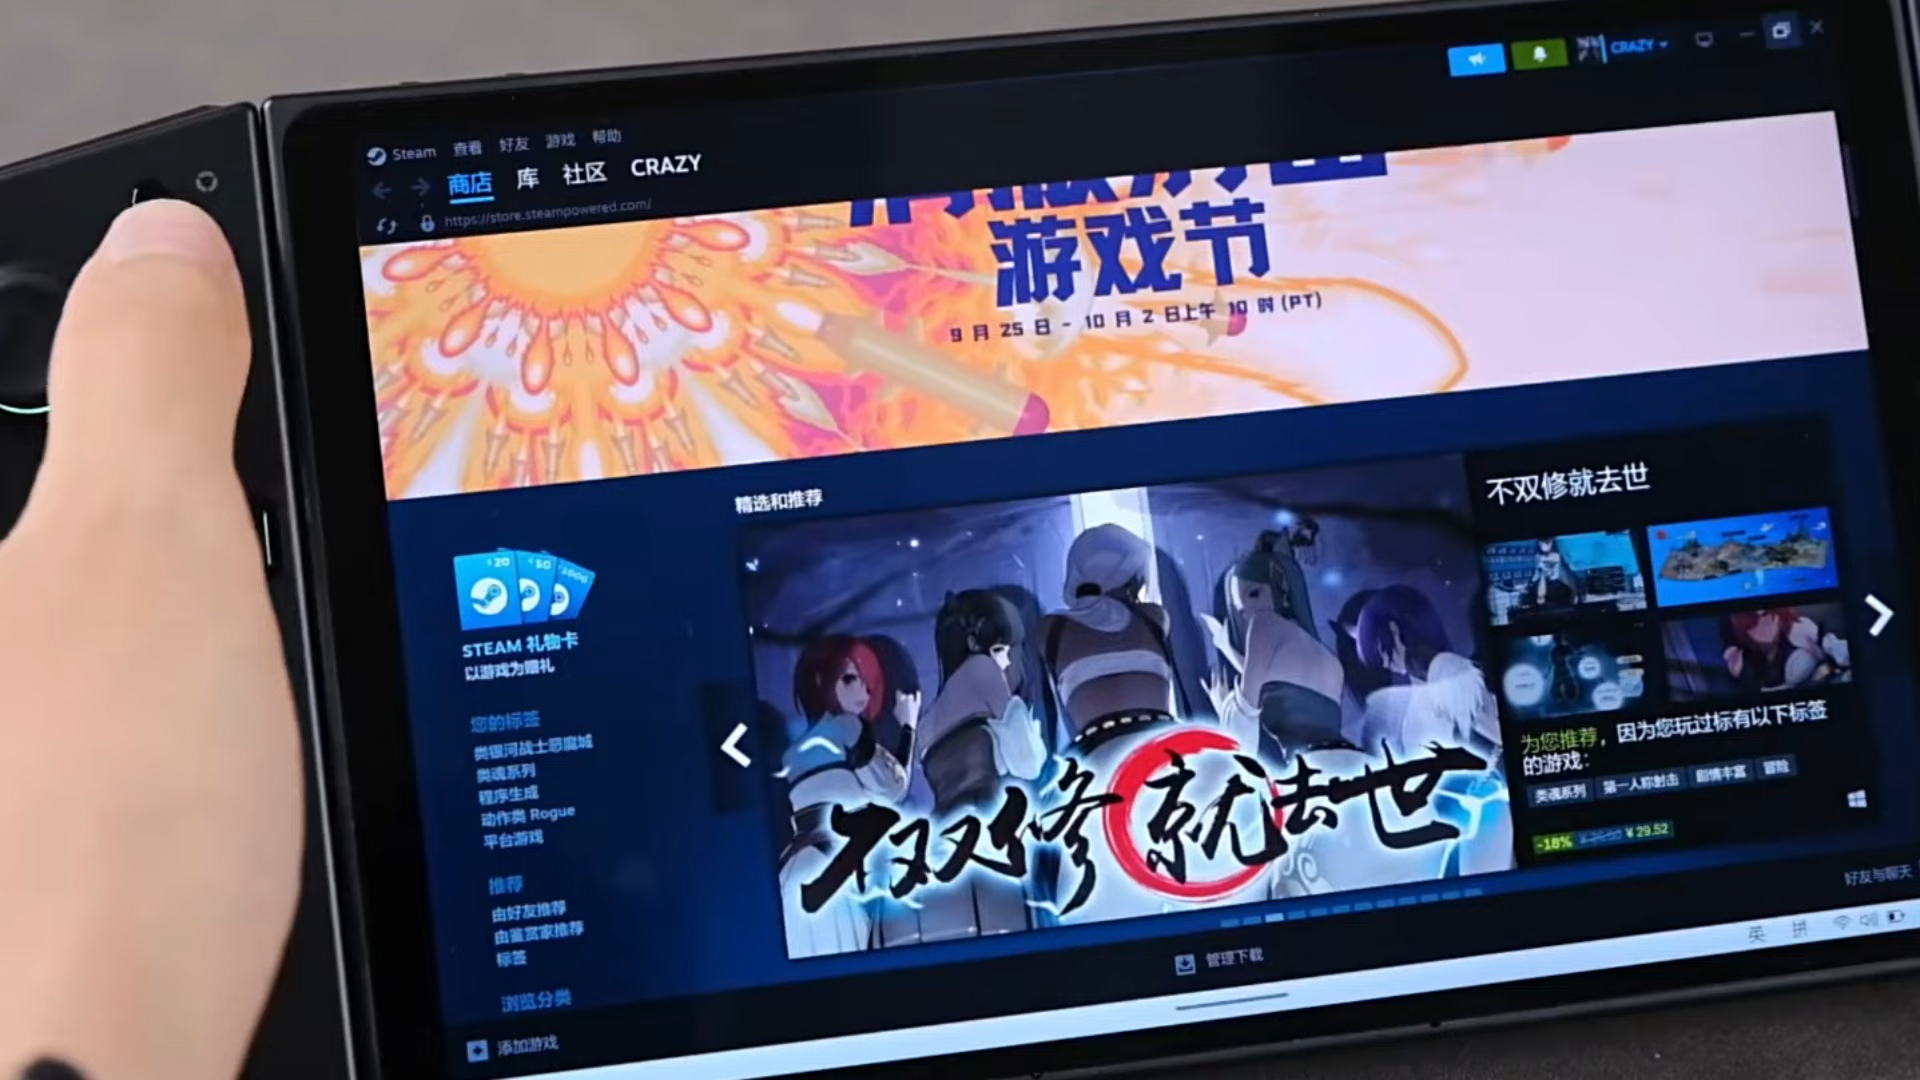 CRAZY
Steam 查看 好友 游戏 帮助
商店 库 社区 CRAZY
https://store.steampowered.com/
游戏节
9 月 25 日 - 10 月 2 日上午 10 时 (PT)
精选和推荐
不双修就去世
20 50
STEAM 礼物卡
以游戏为赠礼
您的标签
类银河战士恶魔城
类魂系列
程序生成
动作类 Rogue
平台游戏
推荐
由好友推荐
由鉴赏家推荐
标签
浏览分类
不双修就去世
为您推荐，因为您玩过标有以下标签
的游戏：
类魂系列 第一人称射击 剧情丰富 冒险
-18% ¥ 29.52
好友与聊天
管理下载
添加游戏
英 拼